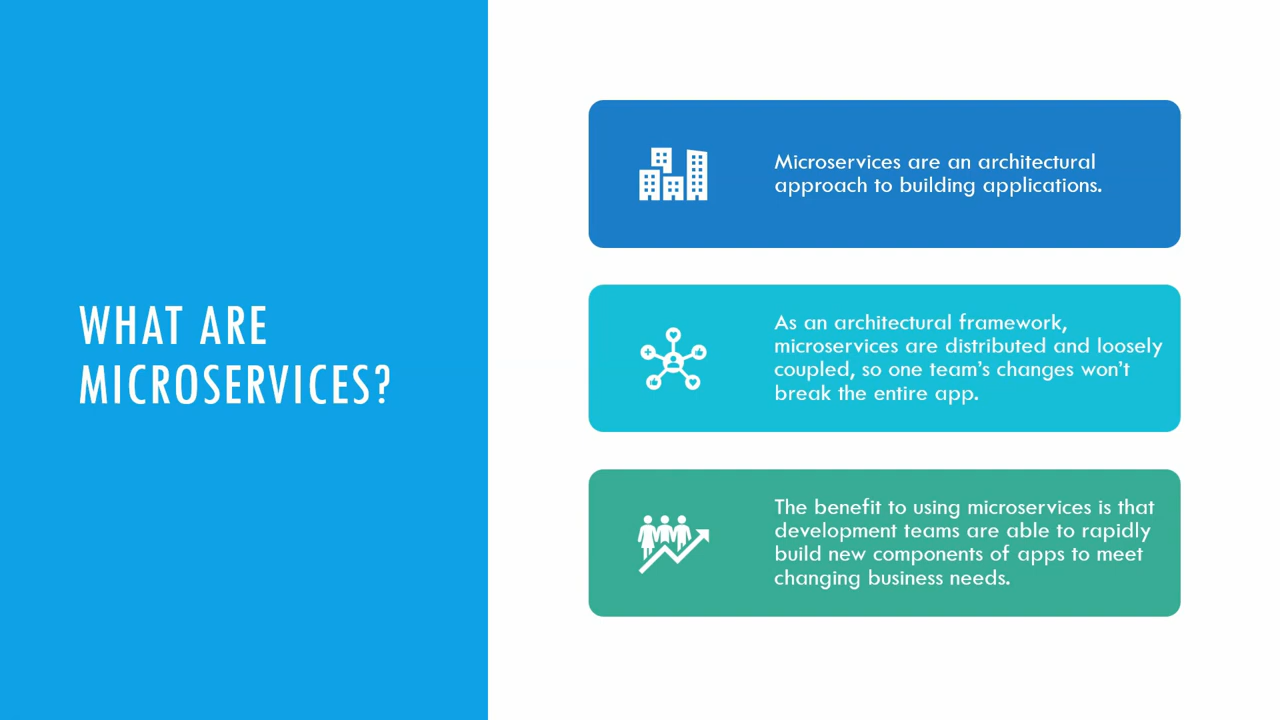 WHAT ARE
MICROSERVICES?
Microservices are an architectural
approach to building applications.
As an architectural framework,
microservices are distributed and loosely
coupled, so one team’s changes won’t
break the entire app.
The benefit to using microservices is that
development teams are able to rapidly
build new components of apps to meet
changing business needs.